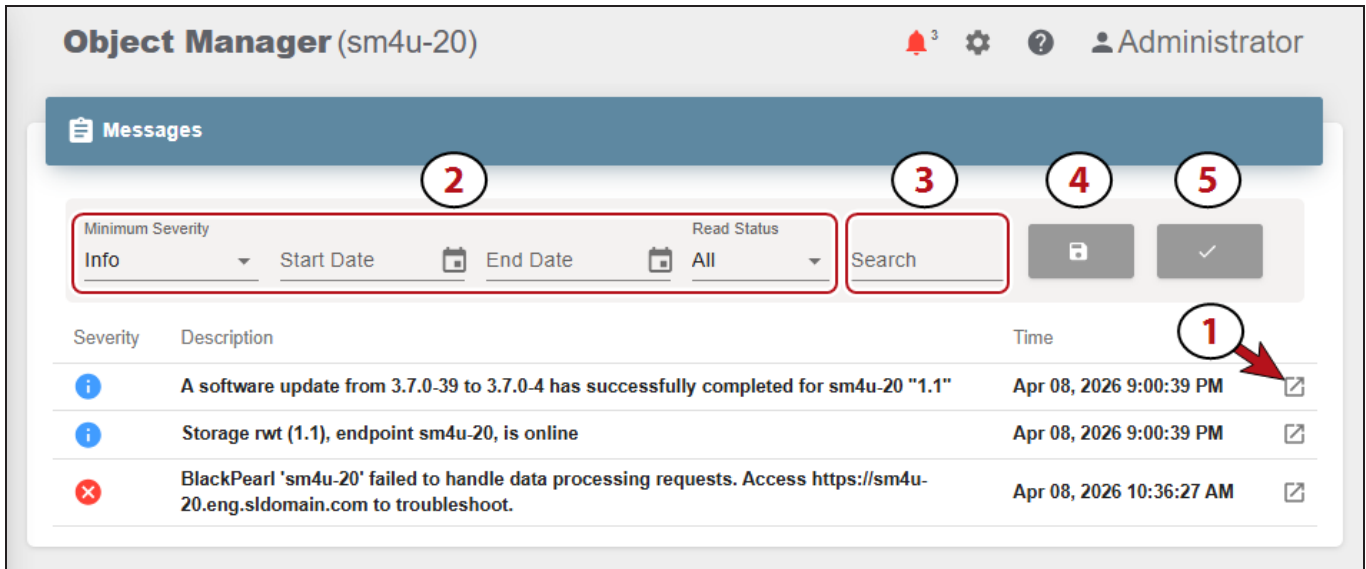 Object Manager (sm4u-20)
3
Administrator
Messages
2
3
4
5
Minimum Severity
Read Status
Info
Start Date
End Date
All
Search
1
Severity
Description
Time
A software update from 3.7.0-39 to 3.7.0-4 has successfully completed for sm4u-20 "1.1"
Apr 08, 2026 9:00:39 PM
Storage rwt (1.1), endpoint sm4u-20, is online
Apr 08, 2026 9:00:39 PM
BlackPearl 'sm4u-20' failed to handle data processing requests. Access https://sm4u-
20.eng.sldomain.com to troubleshoot.
Apr 08, 2026 10:36:27 AM